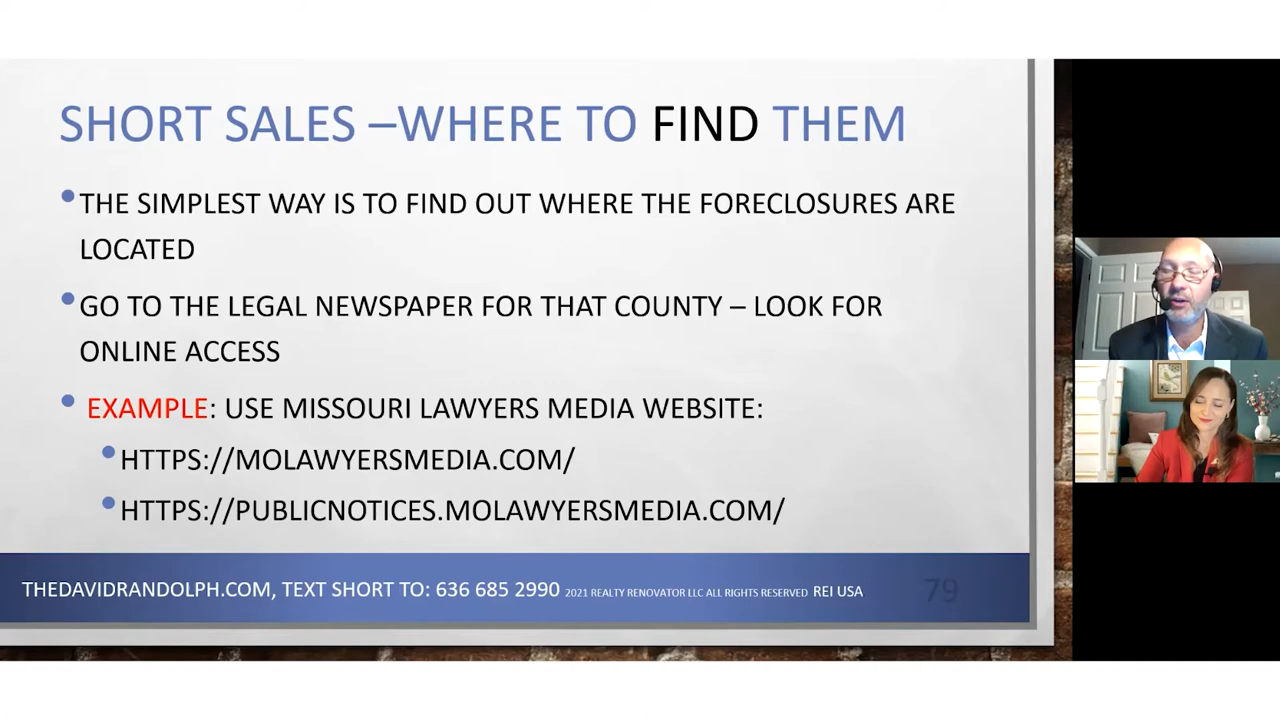 SHORT SALES –WHERE TO FIND THEM
THE SIMPLEST WAY IS TO FIND OUT WHERE THE FORECLOSURES ARE
LOCATED
GO TO THE LEGAL NEWSPAPER FOR THAT COUNTY – LOOK FOR
ONLINE ACCESS
EXAMPLE: USE MISSOURI LAWYERS MEDIA WEBSITE:
HTTPS://MOLAWYERSMEDIA.COM/
HTTPS://PUBLICNOTICES.MOLAWYERSMEDIA.COM/
THEDAVIDRANDOLPH.COM, TEXT SHORT TO: 636 685 2990 2021 REALTY RENOVATOR LLC ALL RIGHTS RESERVED REI USA
79